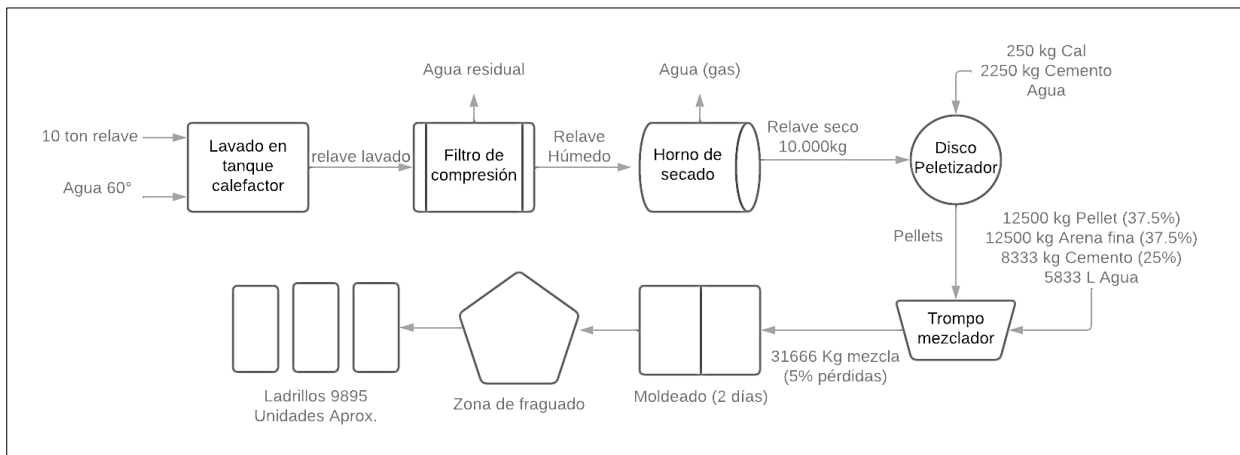 10 ton relave
Agua 60°
Lavado en
tanque
calefactor
relave lavado
Agua residual
Filtro de
compresión
Relave
Húmedo
Agua (gas)
Horno de
secado
Relave seco
10.000kg
250 kg Cal
2250 kg Cemento
Agua
Disco
Peletizador
Pellets
12500 kg Pellet (37.5%)
12500 kg Arena fina (37.5%)
8333 kg Cemento (25%)
5833 L Agua
Trompo
mezclador
31666 Kg mezcla
(5% pérdidas)
Moldeado (2 días)
Zona de fraguado
Ladrillos 9895
Unidades Aprox.